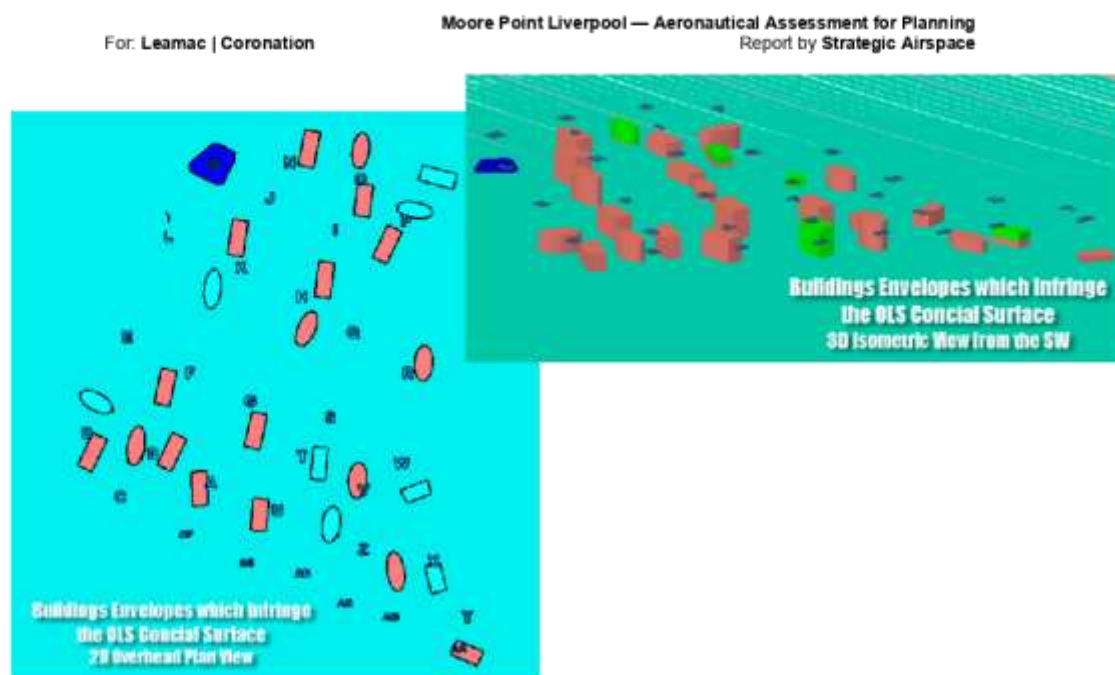 Moore Point Liverpool — Aeronautical Assessment for Planning
For: Leamac | Coronation
Report by Strategic Airspace
Buildings Envelopes which Infringe
the OLS Concial Surface
3D Isometric View from the SW
J
I
K
H
Q
F
R
G
S
T
W
C
Z
Y
Buildings Envelopes which Infringe
the OLS Concial Surface
2D Overhead Plan View